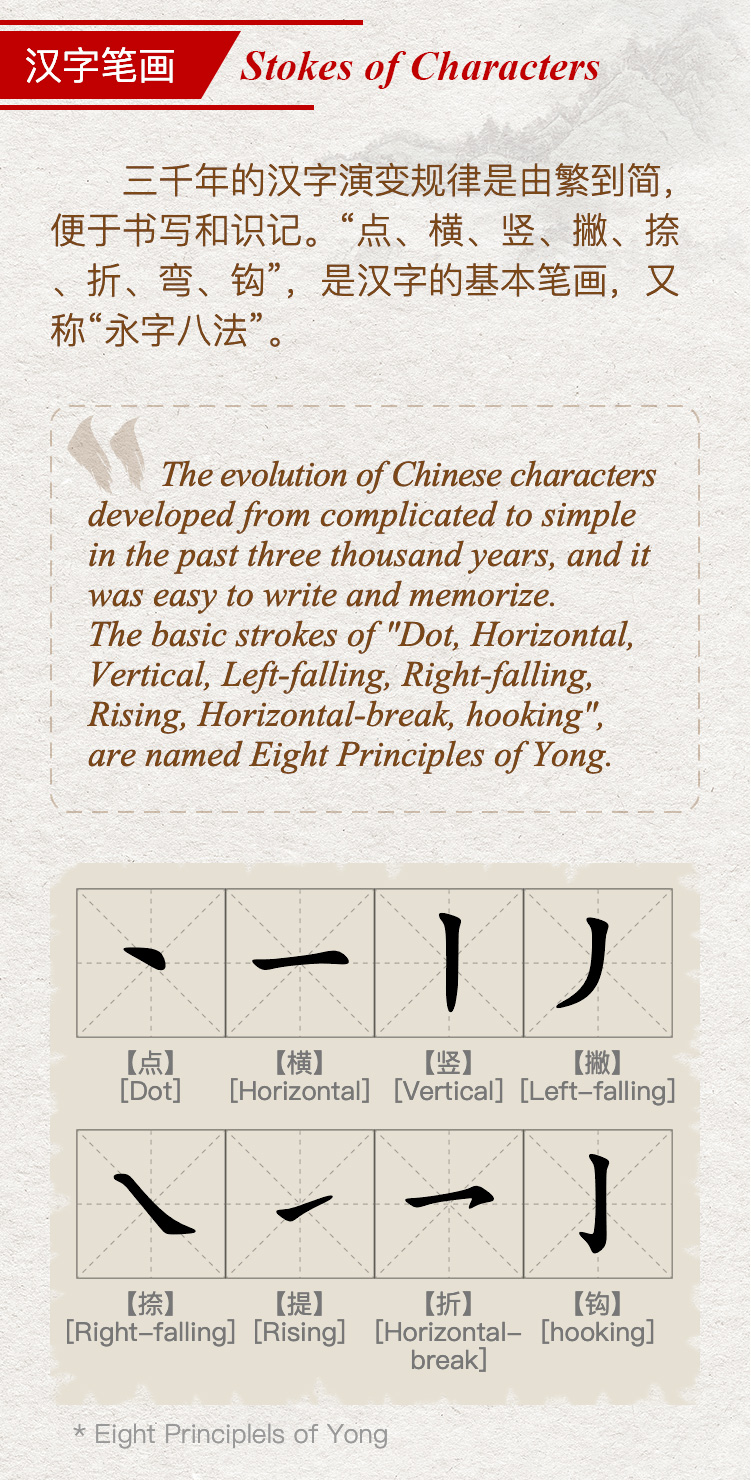 汉字笔画
Stokes of Characters
三千年的汉字演变规律是由繁到简，
便于书写和识记。“点、横、竖、撇、捺
、折、弯、钩”，是汉字的基本笔画，又
称“永字八法”。
The evolution of Chinese characters
developed from complicated to simple
in the past three thousand years, and it
was easy to write and memorize.
The basic strokes of "Dot, Horizontal,
Vertical, Left-falling, Right-falling,
Rising, Horizontal-break, hooking",
are named Eight Principles of Yong.
【点】
[Dot]
【横】
[Horizontal]
【竖】
[Vertical]
【撇】
[Left-falling]
【捺】
[Right-falling]
【提】
[Rising]
【折】
[Horizontal-
break]
【钩】
[hooking]
* Eight Principlels of Yong